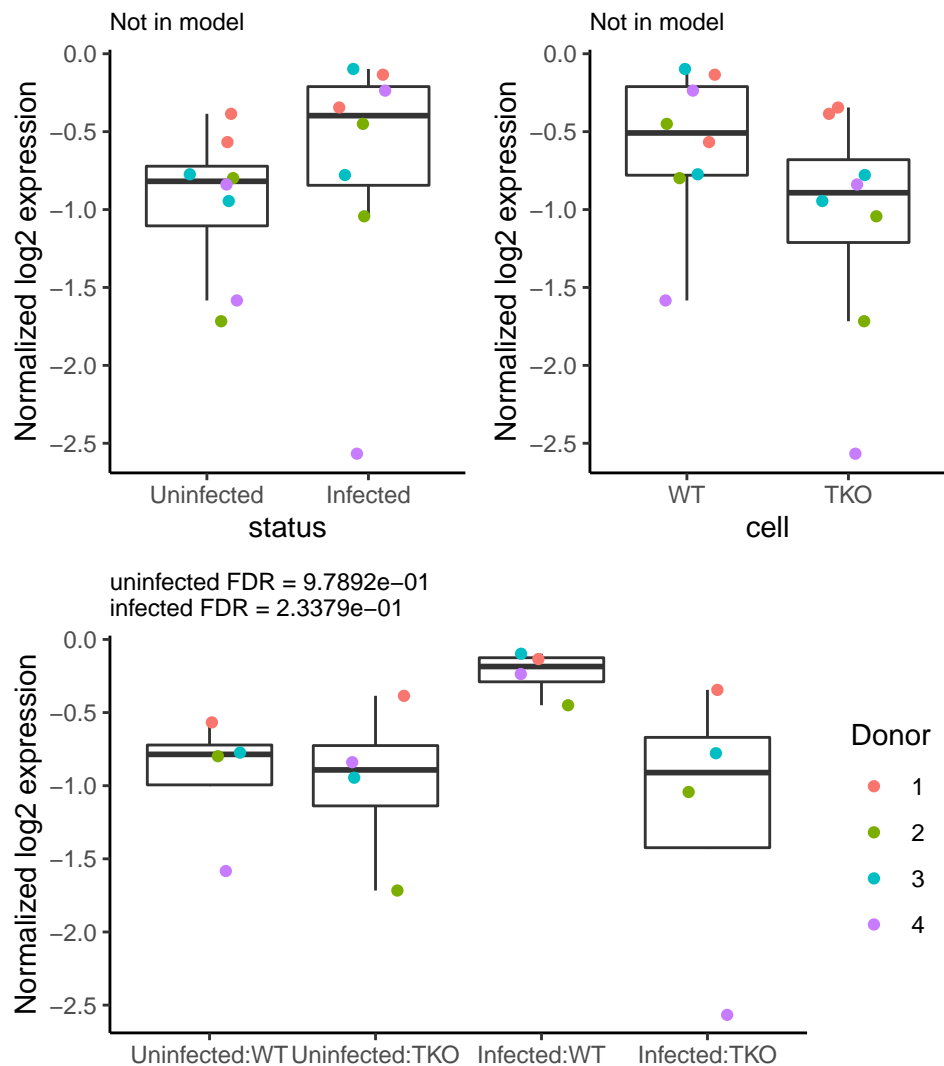 Not in model
Normalized log2 expression
0.0
−0.5
−1.0
−1.5
−2.0
−2.5
Uninfected
Infected
status
Not in model
Normalized log2 expression
0.0
−0.5
−1.0
−1.5
−2.0
−2.5
WT
TKO
cell
uninfected FDR = 9.7892e−01
infected FDR = 2.3379e−01
Normalized log2 expression
0.0
−0.5
−1.0
−1.5
−2.0
−2.5
Uninfected:WT
Uninfected:TKO
Infected:WT
Infected:TKO
Donor
1
2
3
4